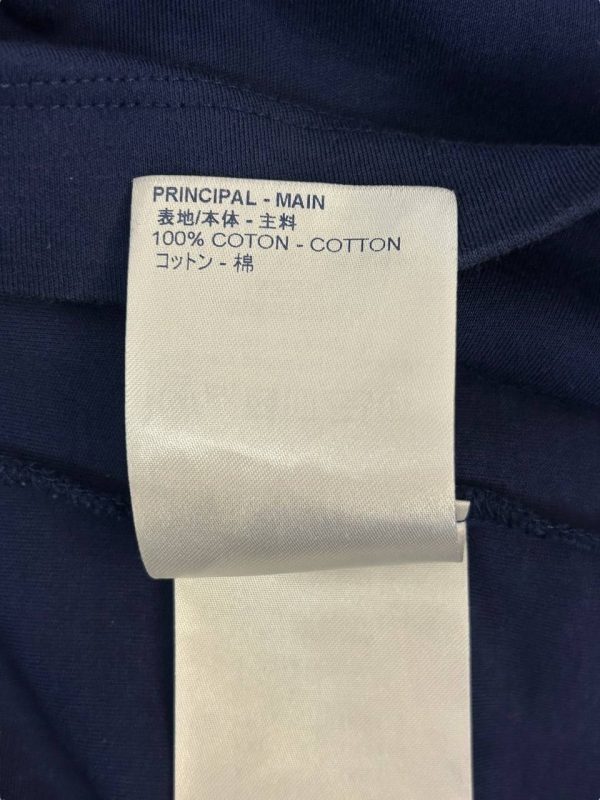 PRINCIPAL - MAIN
表地/本体 - 主料
100% COTON - COTTON
コットン - 棉